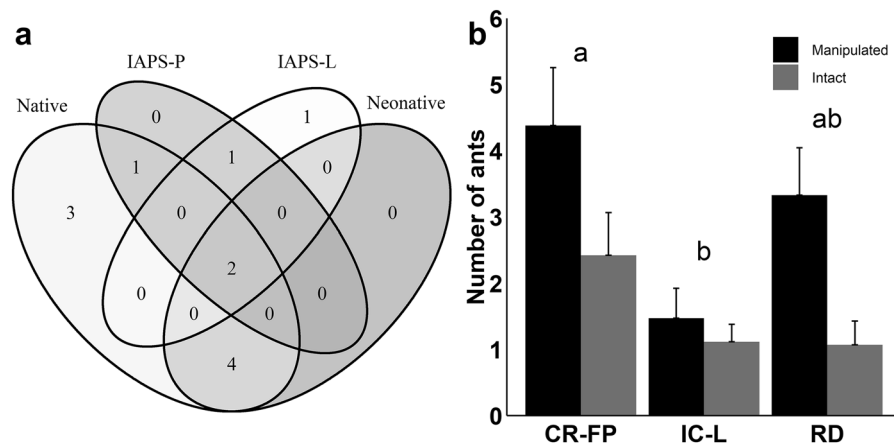 a
IAPS-P
IAPS-L
Native
Neonative
0
1
1
1
0
3
0
0
0
2
0
0
0
0
4
b
Number of ants
6
5
4
3
2
1
0
Manipulated
Intact
a
b
ab
CR-FP
IC-L
RD